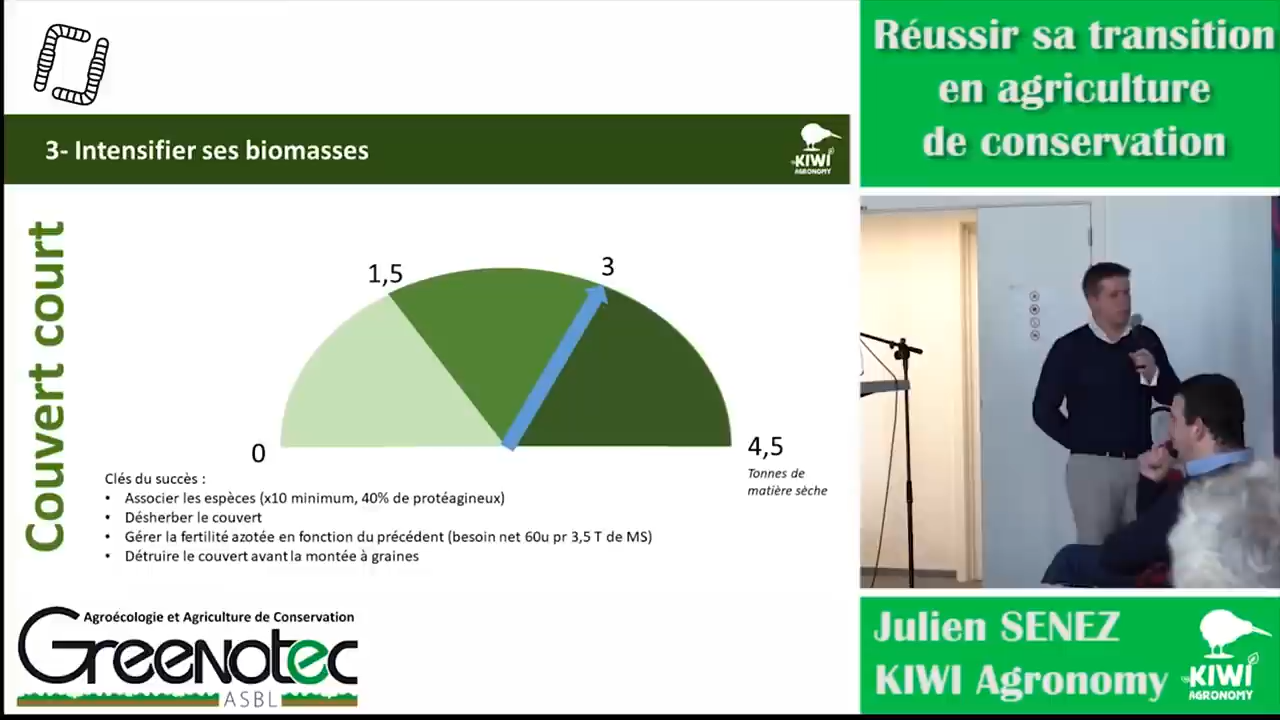 3- Intensifier ses biomasses
KIWI
AGRONOMY
Couvert court
0
1,5
3
4,5
Tonnes de
matière sèche
Clés du succès :
• Associer les espèces (x10 minimum, 40% de protéagineux)
• Désherber le couvert
• Gérer la fertilité azotée en fonction du précédent (besoin net 60u pr 3,5 T de MS)
• Détruire le couvert avant la montée à graines
Agroécologie et Agriculture de Conservation
Greenotec
ASBL
Réussir sa transition
en agriculture
de conservation
Julien SENEZ
KIWI Agronomy
KIWI
AGRONOMY